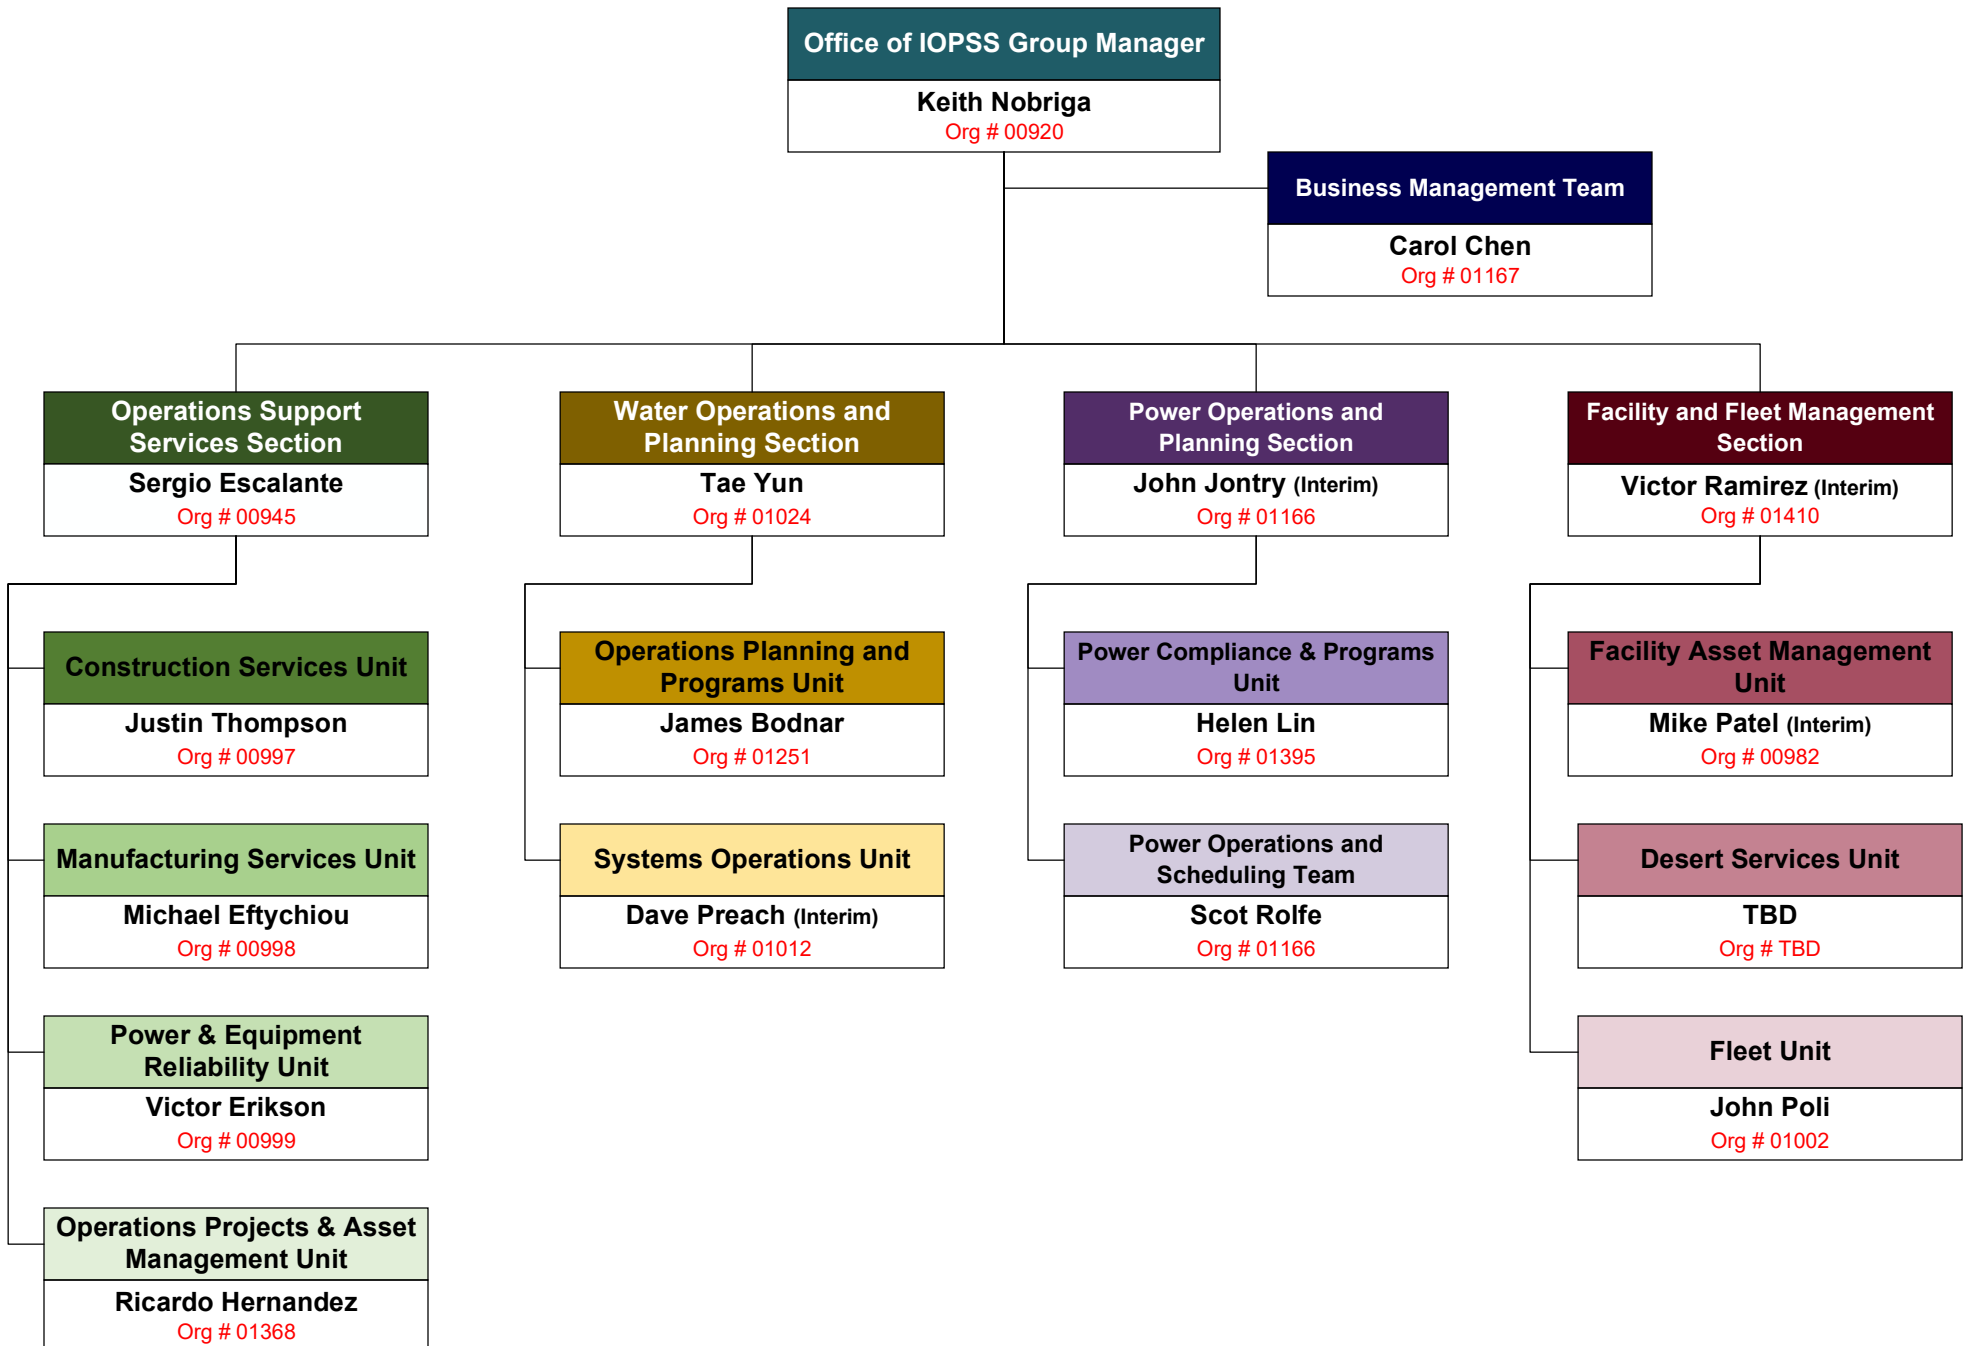 Office of IOPSS Group Manager
Keith Nobriga
Org # 00920
Business Management Team
Carol Chen
Org # 01167
Operations Support
Services Section
Sergio Escalante
Org # 00945
Water Operations and
Planning Section
Tae Yun
Org # 01024
Power Operations and
Planning Section
John Jontry (Interim)
Org # 01166
Facility and Fleet Management
Section
Victor Ramirez (Interim)
Org # 01410
Construction Services Unit
Justin Thompson
Org # 00997
Operations Planning and
Programs Unit
James Bodnar
Org # 01251
Power Compliance & Programs
Unit
Helen Lin
Org # 01395
Facility Asset Management
Unit
Mike Patel (Interim)
Org # 00982
Manufacturing Services Unit
Michael Eftychiou
Org # 00998
Systems Operations Unit
Dave Preach (Interim)
Org # 01012
Power Operations and
Scheduling Team
Scot Rolfe
Org # 01166
Desert Services Unit
TBD
Org # TBD
Power & Equipment
Reliability Unit
Victor Erikson
Org # 00999
Fleet Unit
John Poli
Org # 01002
Operations Projects & Asset
Management Unit
Ricardo Hernandez
Org # 01368